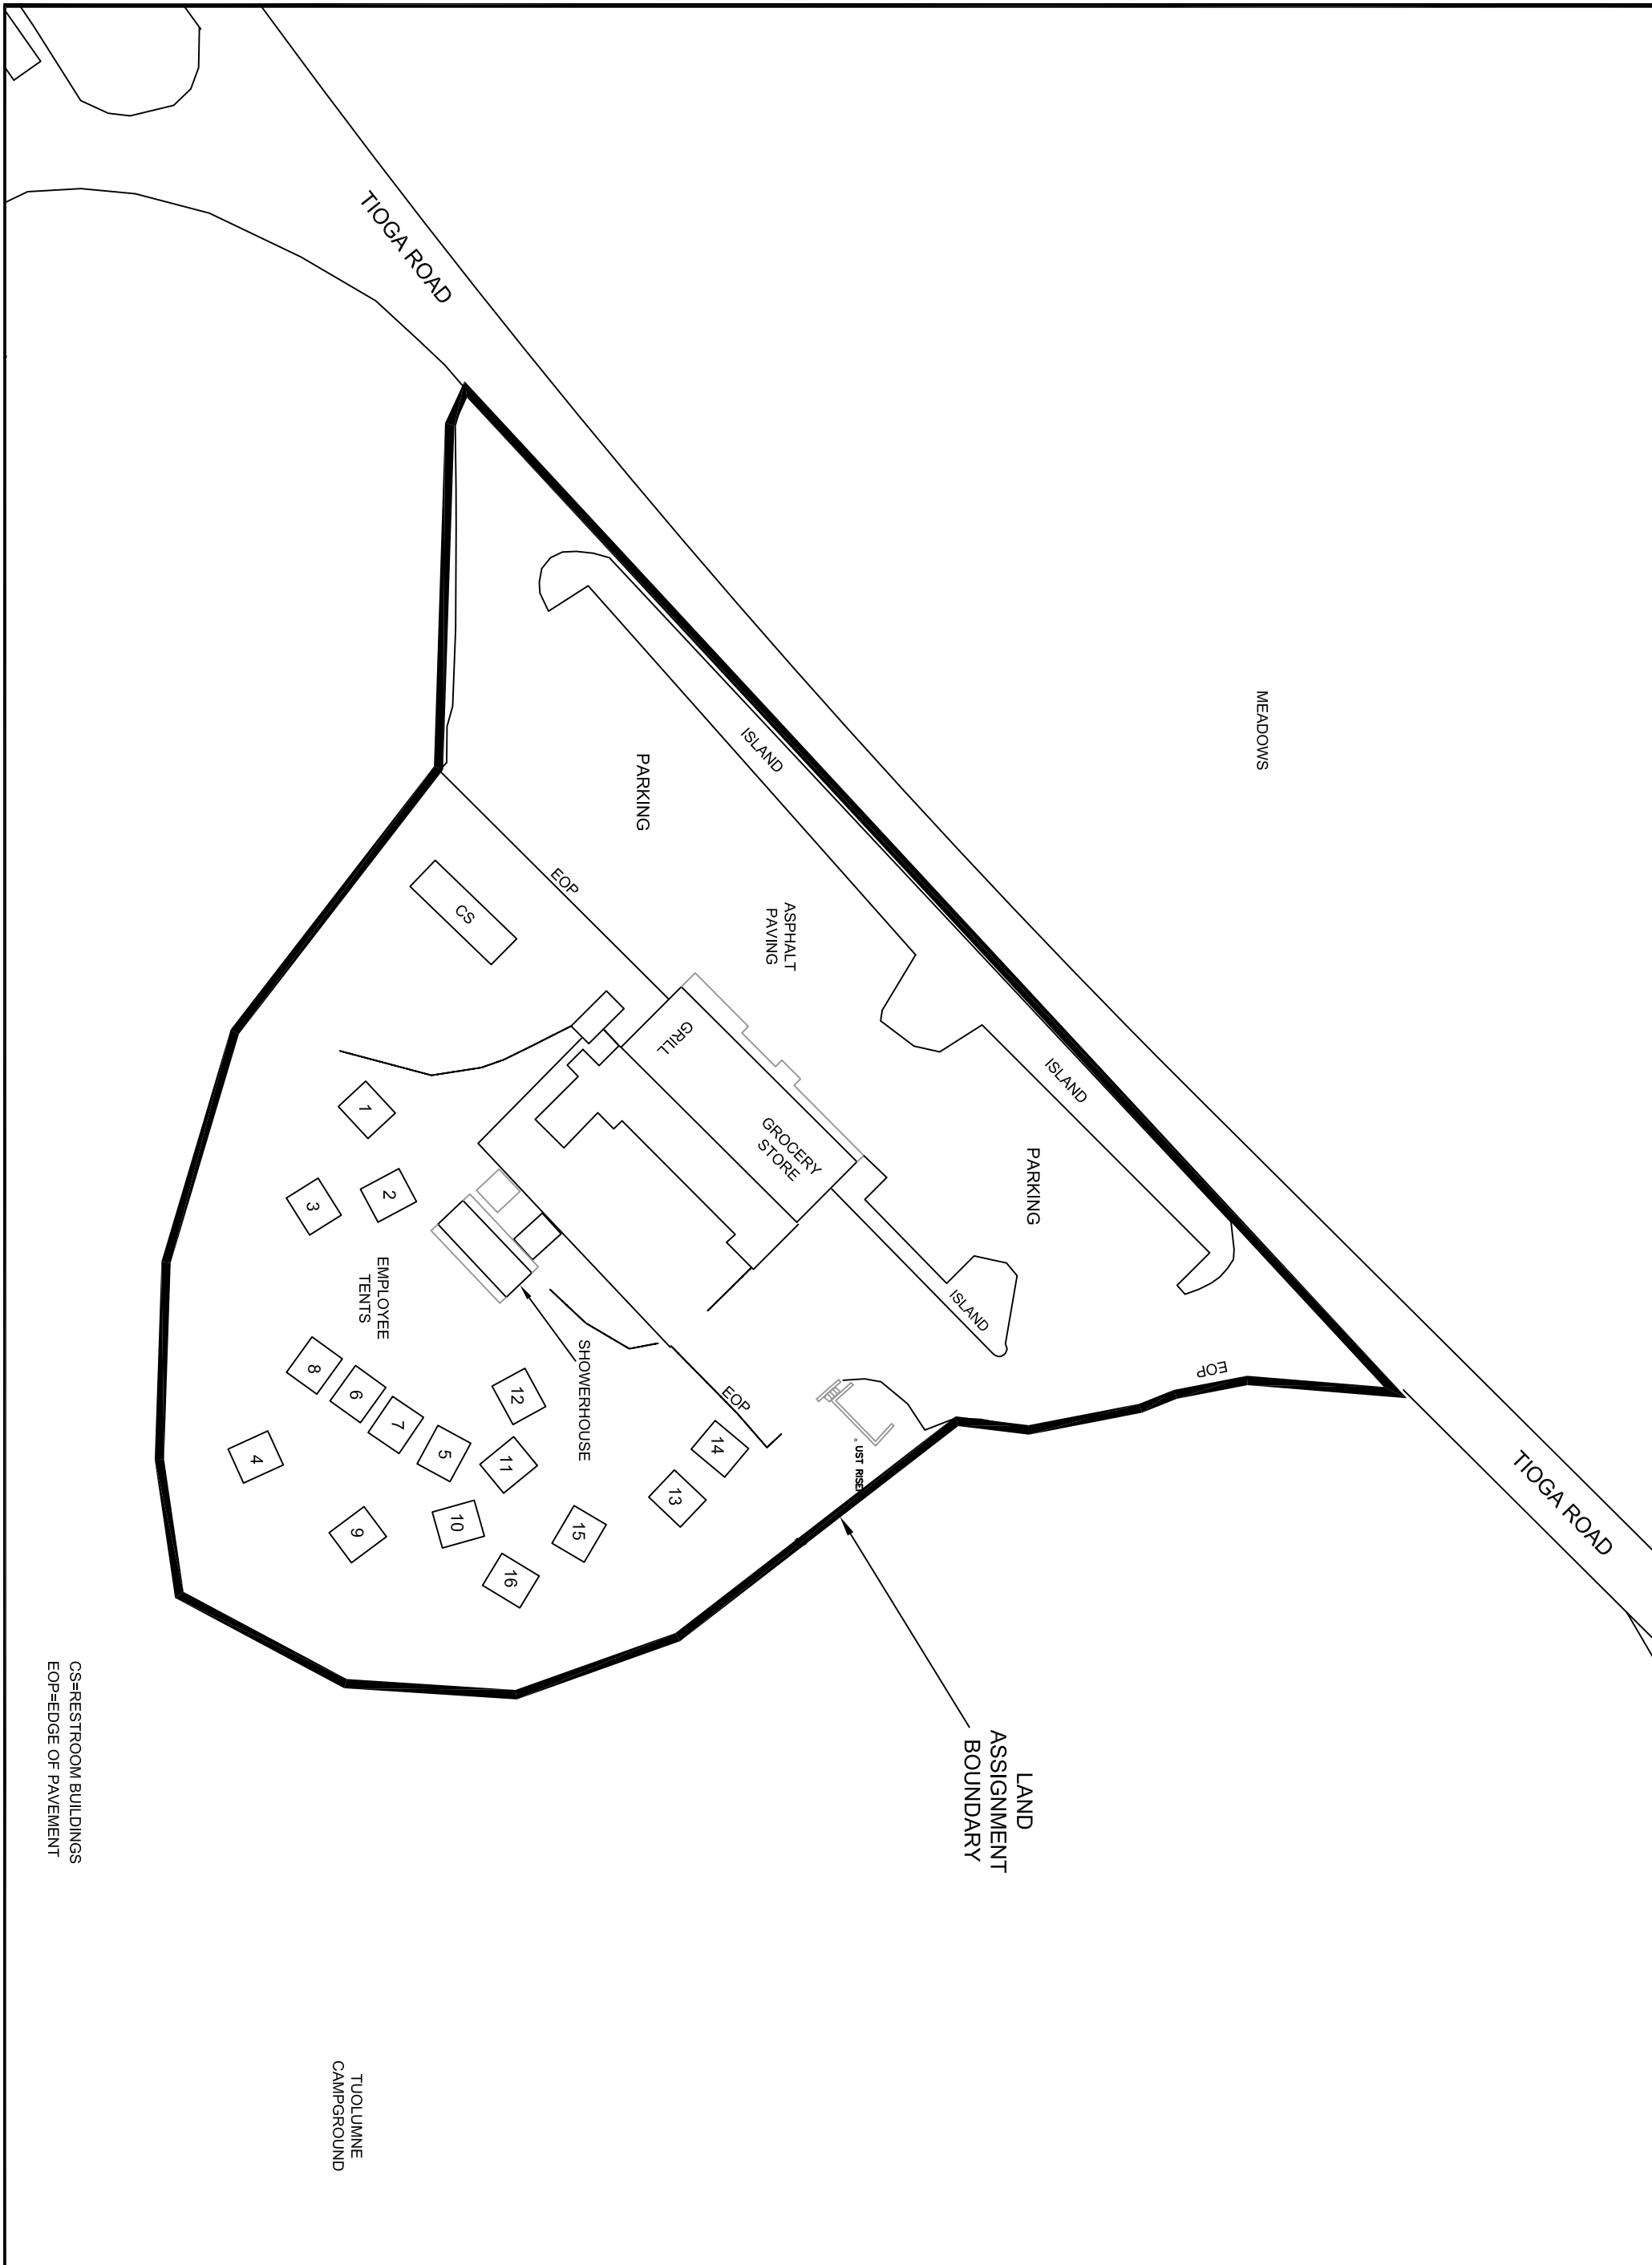 TIOGA ROAD
MEADOWS
ISLAND
PARKING
EOP
CS
ASPHALT
PAVING
GRILL
GROCERY
STORE
ISLAND
PARKING
ISLAND
EOP
1
2
3
EMPLOYEE
TENTS
SHOWERHOUSE
8
6
7
5
4
9
12
11
10
EOP
14
13
15
16
UST RISE
TIOGA ROAD
LAND
ASSIGNMENT
BOUNDARY
CS=RESTROOM BUILDINGS
EOP=EDGE OF PAVEMENT
TUOLUMNE
CAMPGROUND